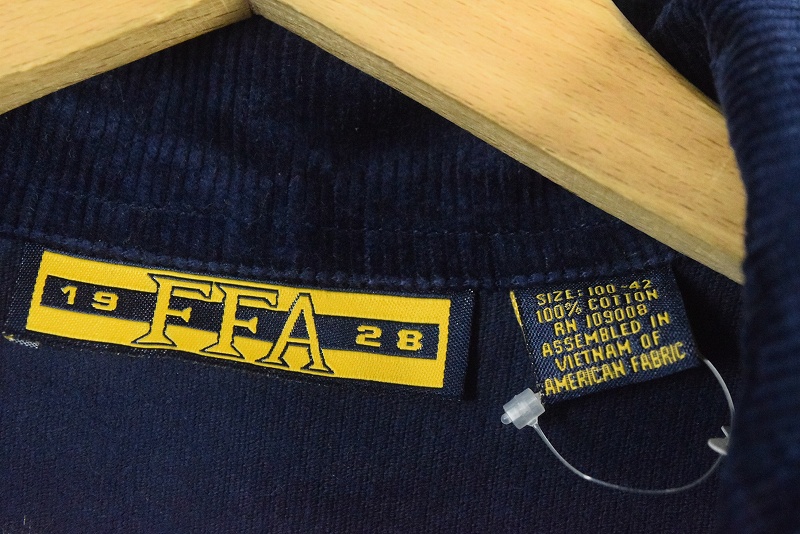 19 FFA 28
SIZE: 100-42
100% COTTON
RN 109008
ASSEMBLED IN
VIETNAM OF
AMERICAN FABRIC